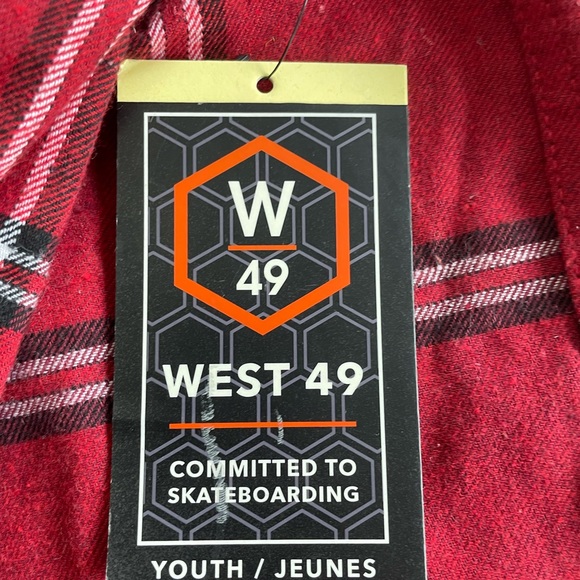 W
49
WEST 49
COMMITTED TO
SKATEBOARDING
YOUTH / JEUNES